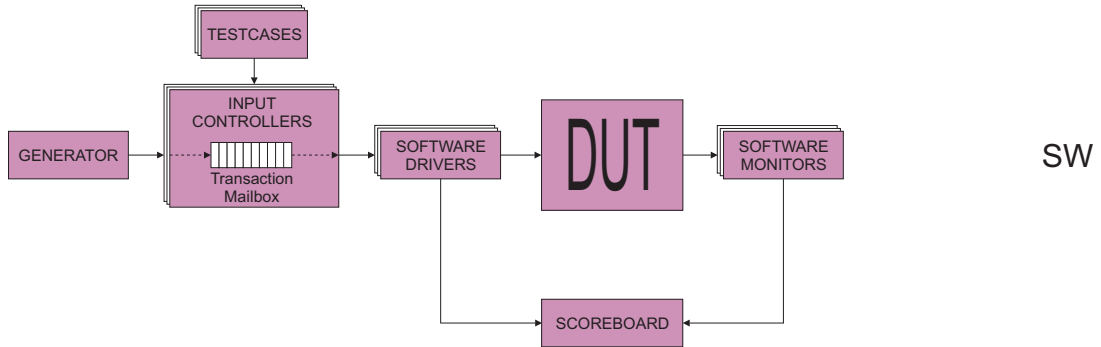 TESTCASES
INPUT
CONTROLLERS
Transaction
Mailbox
GENERATOR
SOFTWARE
DRIVERS
DUT
SOFTWARE
MONITORS
SW
SCOREBOARD